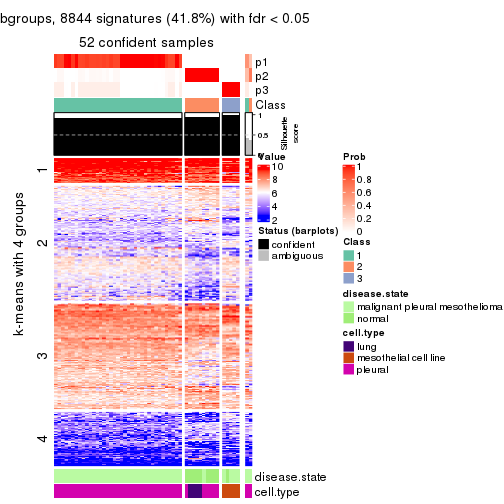 bgroups, 8844 signatures (41.8%) with fdr < 0.05
52 confident samples
p1
p2
p3
Class
1
0.5
0
Silhouette
score
k-means with 4 groups
1
2
3
4
Value
10
8
6
4
2
0
Status (barplots)
confident
ambiguous
Prob
1
0.8
0.6
0.4
0.2
0
Class
1
2
3
disease.state
malignant pleural mesothelioma
normal
cell.type
lung
mesothelial cell line
pleural
disease.state
cell.type